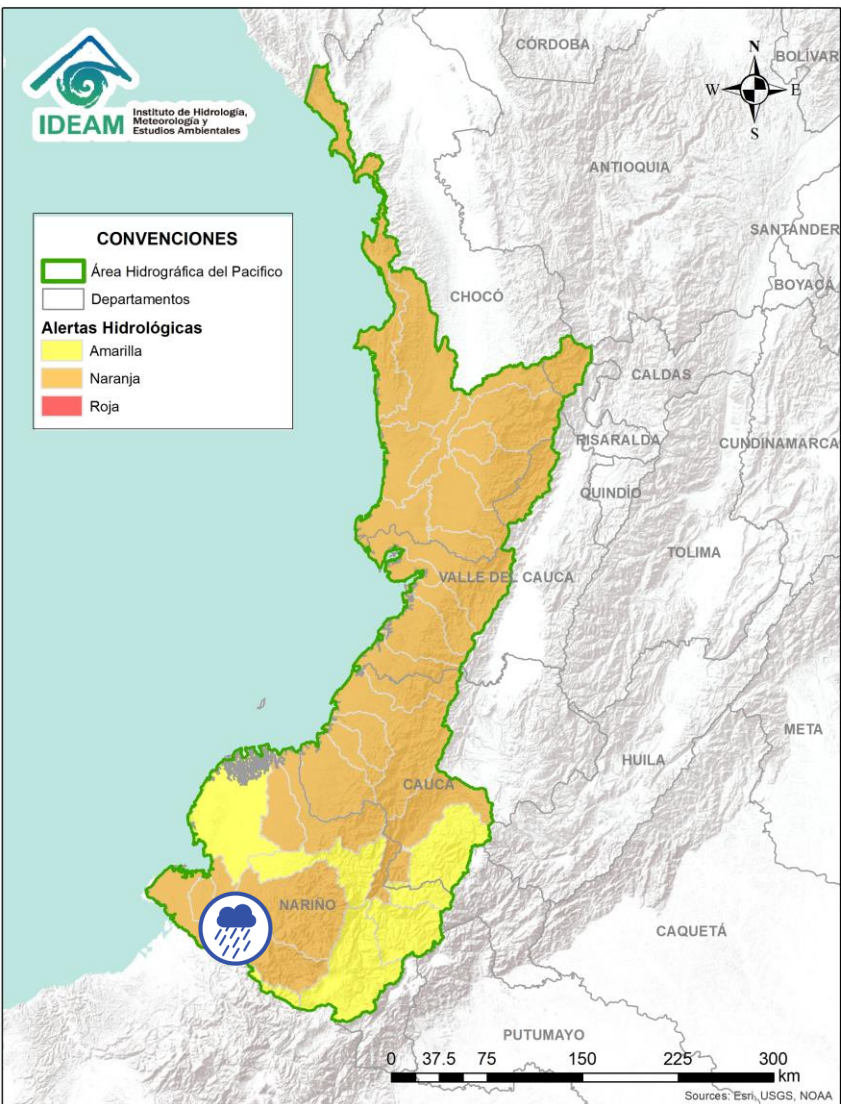 IDEAM
Instituto de Hidrología,
Meteorología y
Estudios Ambientales
N
W
E
S
CÓRDOBA
BOLÍVAR
ANTIOQUIA
SANTANDER
BOYACÁ
CHOCÓ
CALDAS
RISARALDA
CUNDINAMARCA
QUINDÍO
TOLIMA
VALLE DEL CAUCA
META
HUILA
CAUCA
NARIÑO
CAQUETÁ
PUTUMAYO
CONVENCIONES
Área Hidrográfica del Pacifico
Departamentos
Alertas Hidrológicas
Amarilla
Naranja
Roja
0 37.5 75 150 225 300
km
Sources: Esri, USGS, NOAA